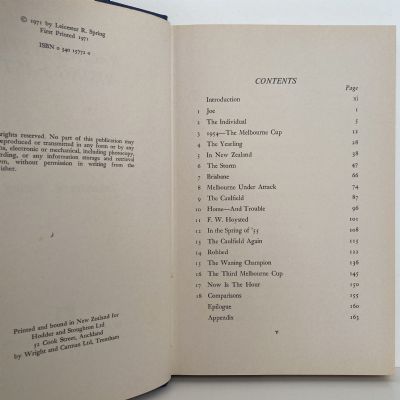 © 1971 by Leicester R. Spring
First Printed 1971
ISBN 0 340 15772 0
rights reserved. No part of this publication may
reproduced or transmitted in any form or by any
electronic or mechanical, including photocopy,
or any information storage and retrieval
without permission in writing from the
Printed and bound in New Zealand for
Hodder and Stoughton Ltd
52 Cook Street, Auckland
by Wright and Carman Ltd, Trentham
CONTENTS
Page
Introduction xi
1 Joe 1
2 The Individual 5
3 1954—The Melbourne Cup 12
4 The Yearling 28
5 In New Zealand 38
6 The Storm 47
7 Brisbane 66
8 Melbourne Under Attack 74
9 The Caulfield 87
10 Home—And Trouble 96
11 F. W. Hoysted 101
12 In the Spring of '55 108
13 The Caulfield Again 115
14 Robbed 122
15 The Waning Champion 136
16 The Third Melbourne Cup 145
17 Now Is The Hour 150
18 Comparisons 155
Epilogue 160
Appendix 163
v